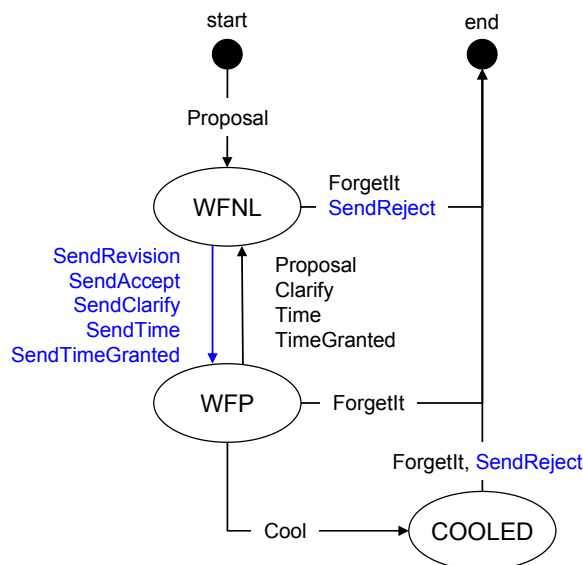 start
end
Proposal
WFNL
ForgetIt
SendReject
SendRevision
SendAccept
SendClarify
SendTime
SendTimeGranted
Proposal
Clarify
Time
TimeGranted
WFP
ForgetIt
ForgetIt, SendReject
Cool
COOLED